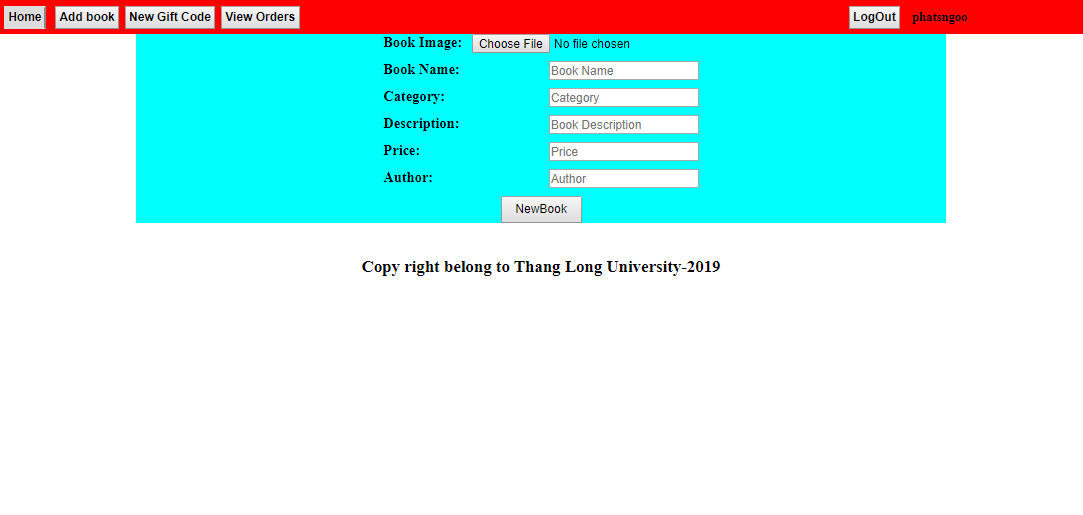 Home Add book New Gift Code View Orders LogOut phatsngoo
Book Image: Choose File No file chosen
Book Name: Book Name
Category: Category
Description: Book Description
Price: Price
Author: Author
NewBook
Copy right belong to Thang Long University-2019